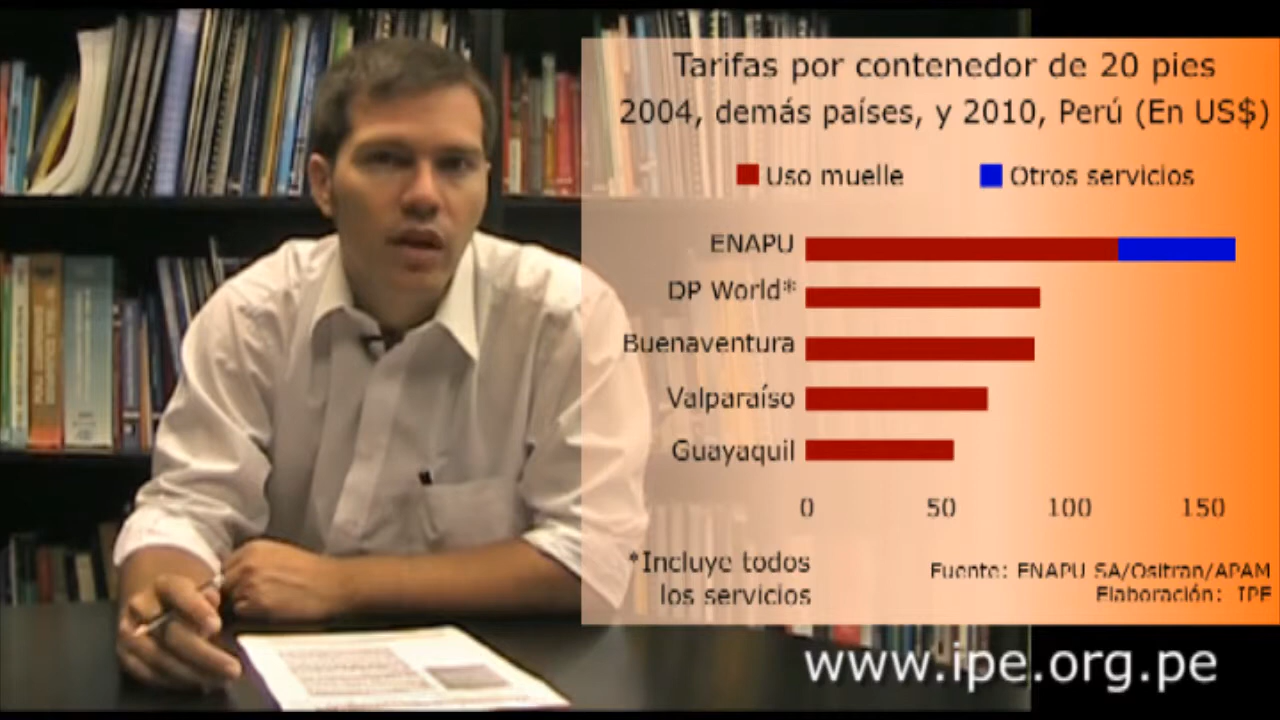 Tarifas por contenedor de 20 pies
2004, demás países, y 2010, Perú (En US$)
Uso muelle Otros servicios
ENAPU
DP World*
Buenaventura
Valparaíso
Guayaquil
0 50 100 150
*Incluye todos
los servicios
Fuente: ENAPU SA/Ositran/APAM
Elaboración: IPE
www.ipe.org.pe